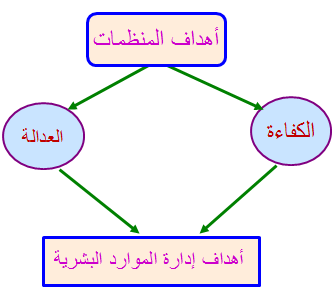 أهداف المنظمات
الكفاءة
العدالة
أهداف إدارة الموارد البشرية